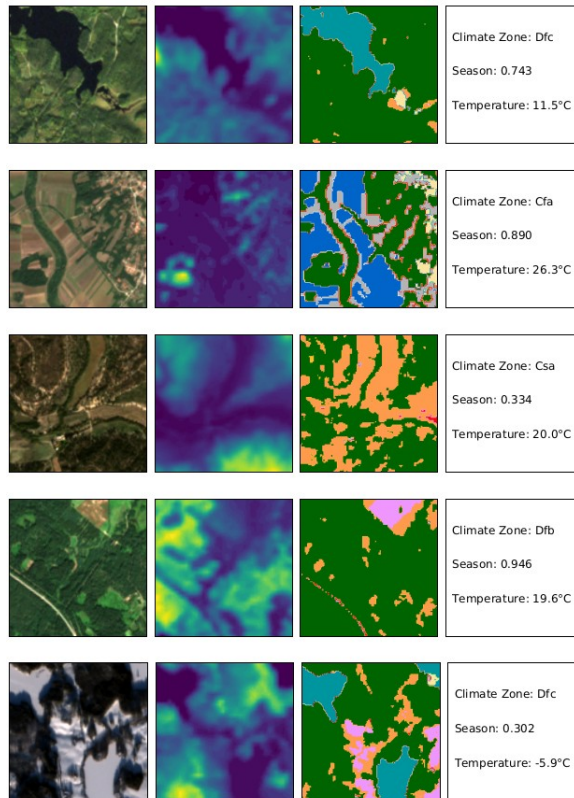 Climate Zone: Dfc
Season: 0.743
Temperature: 11.5°C
Climate Zone: Cfa
Season: 0.890
Temperature: 26.3°C
Climate Zone: Csa
Season: 0.334
Temperature: 20.0°C
Climate Zone: Dfb
Season: 0.946
Temperature: 19.6°C
Climate Zone: Dfc
Season: 0.302
Temperature: -5.9°C